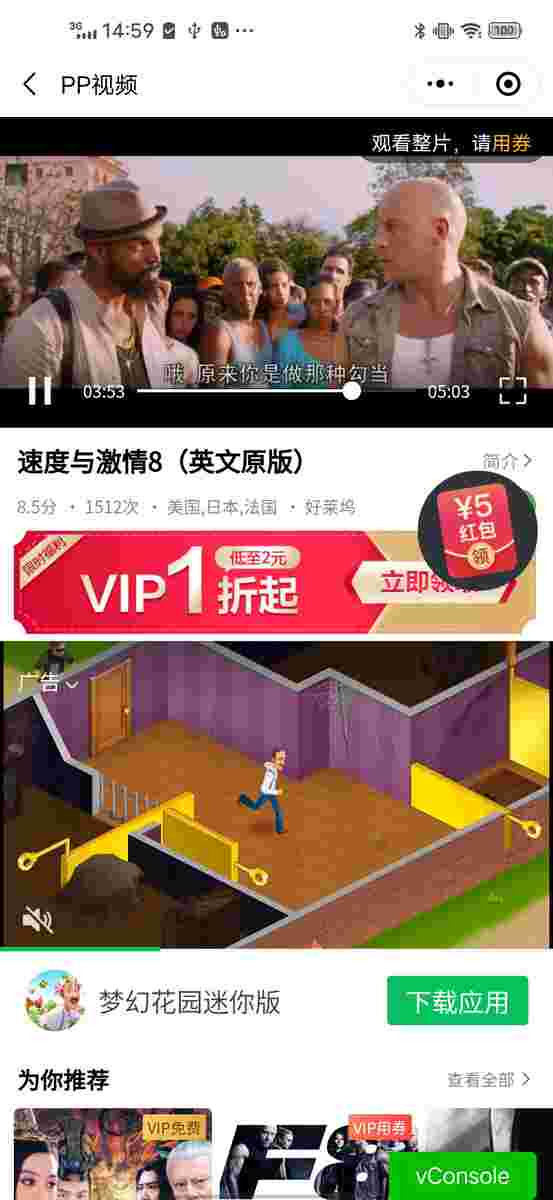 3G 14:59 ••• 100
PP视频
观看整片，请用券
哦 原来你是做那种勾当
03:53 05:03
速度与激情8（英文原版） 简介
8.5分 · 1512次 · 美国,日本,法国 · 好莱坞
¥5
红包
领
限时福利
VIP1折起
低至2元
立即领
广告
梦幻花园迷你版 下载应用
为你推荐 查看全部
VIP免费 VIP用券
F8
vConsole